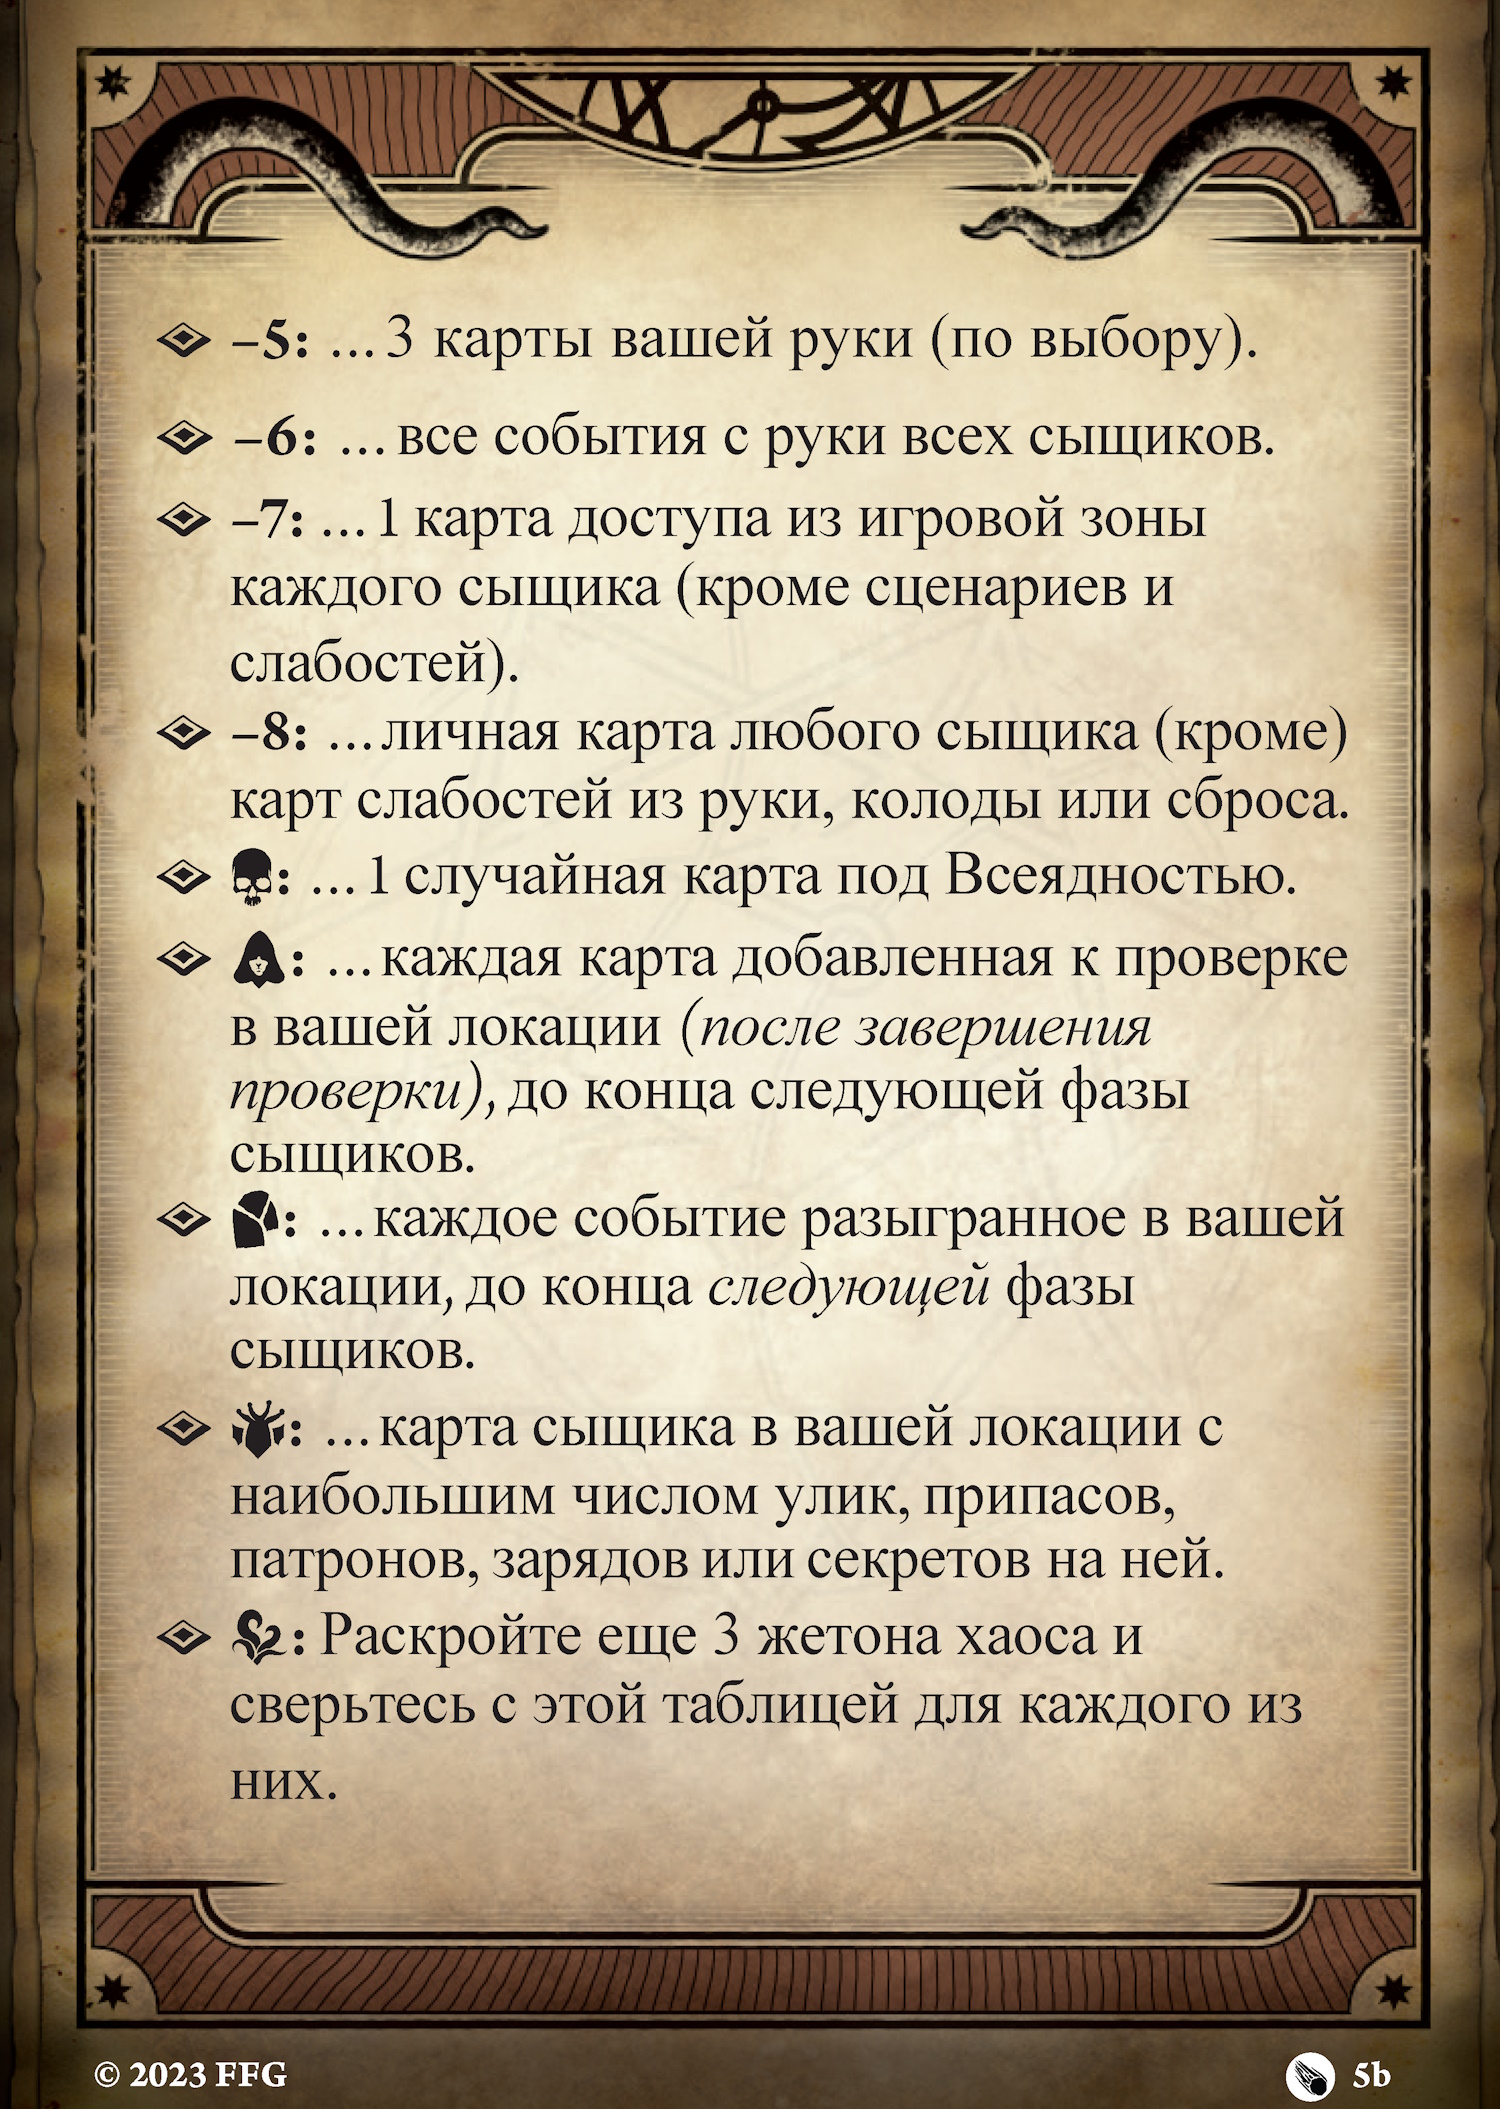 –5: ...3 карты вашей руки (по выбору).
–6: ...все события с руки всех сыщиков.
–7: ...1 карта доступа из игровой зоны
каждого сыщика (кроме сценариев и
слабостей).
–8: ...личная карта любого сыщика (кроме)
карт слабостей из руки, колоды или сброса.
: ...1 случайная карта под Всеядностью.
: ...каждая карта добавленная к проверке
в вашей локации (после завершения
проверки), до конца следующей фазы
сыщиков.
: ...каждое событие разыгранное в вашей
локации, до конца следующей фазы
сыщиков.
: ...карта сыщика в вашей локации с
наибольшим числом улик, припасов,
патронов, зарядов или секретов на ней.
: Раскройте еще 3 жетона хаоса и
сверьтесь с этой таблицей для каждого из
них.
© 2023 FFG
5b